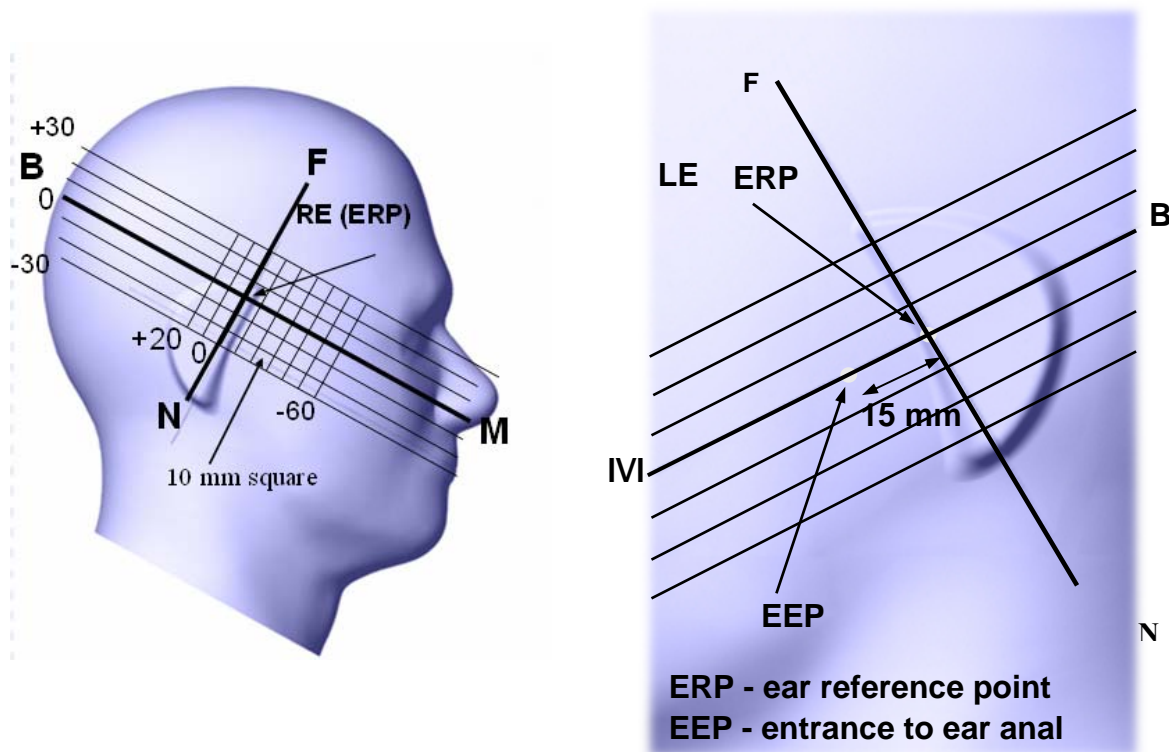 +30
B
F
0
RE (ERP)
-30
+20
0
-60
N
M
10 mm square
F
LE
ERP
B
15 mm
IVI
EEP
N
ERP - ear reference point
EEP - entrance to ear anal